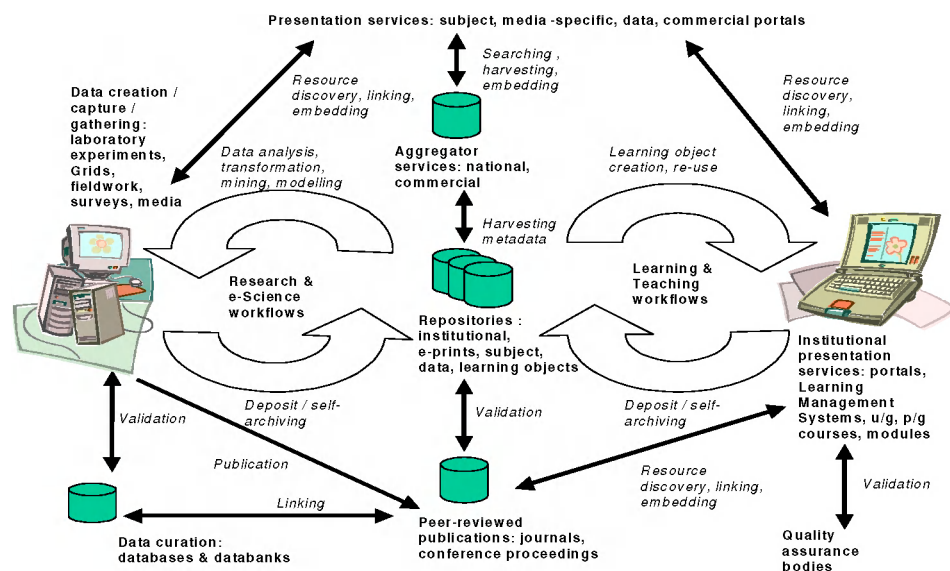 Presentation services: subject, media -specific, data, commercial portals
Searching ,
harvesting,
embedding
Resource
discovery, linking,
embedding
Resource
discovery,
linking,
embedding
Data creation /
capture /
gathering:
laboratory
experiments,
Grids,
fieldwork,
surveys, media
Data analysis,
transformation,
mining, modelling
Aggregator
services: national,
commercial
Learning object
creation, re-use
Harvesting
metadata
Research &
e-Science
workflows
Learning &
Teaching
workflows
Repositories :
institutional,
e-prints, subject,
data, learning objects
Institutional
presentation
services: portals,
Learning
Management
Systems, u/g, p/g
courses, modules
Deposit / self-
archiving
Deposit / self-
archiving
Validation
Validation
Publication
Resource
discovery, linking,
embedding
Validation
Linking
Data curation:
databases & databanks
Peer-reviewed
publications: journals,
conference proceedings
Quality
assurance
bodies